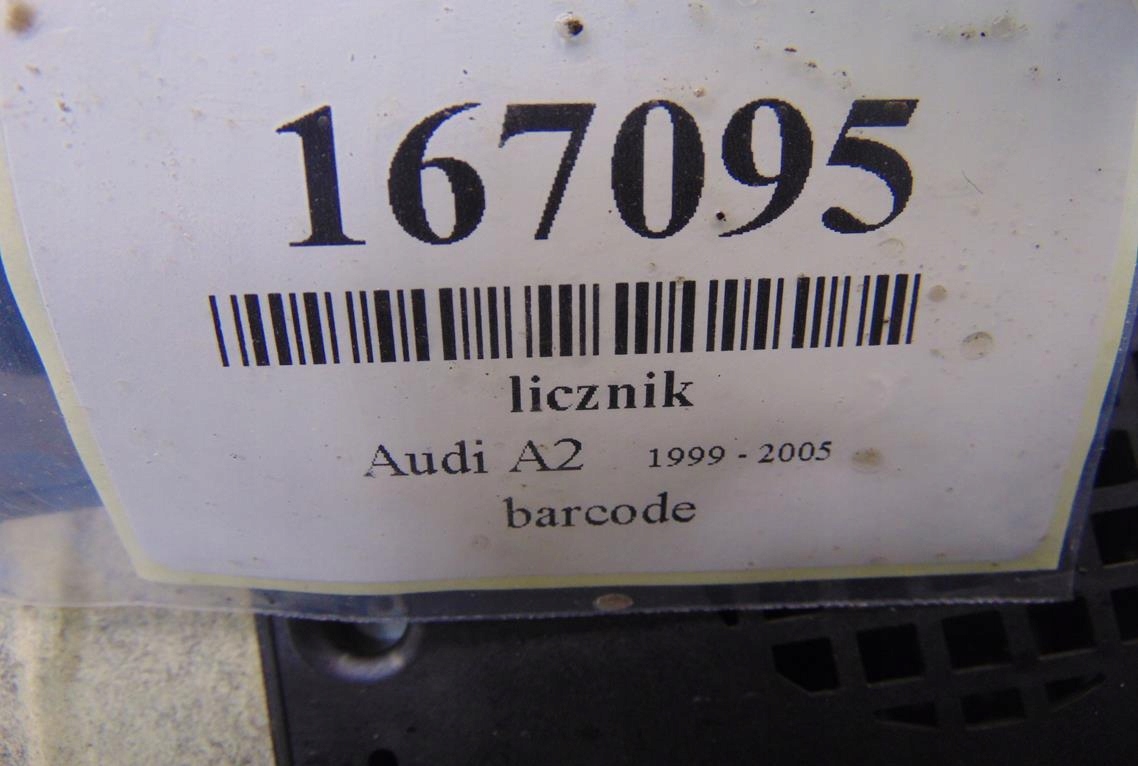 167095
licznik
Audi A2 1999 - 2005
barcode